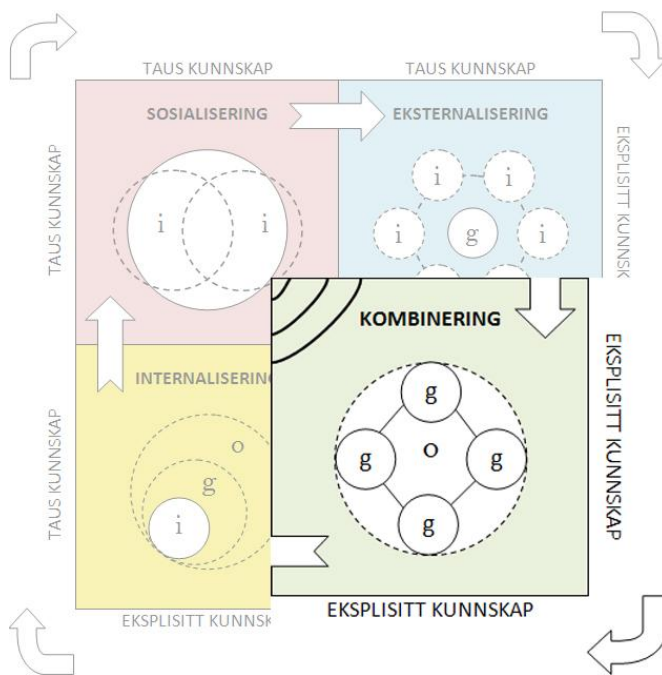 TAUS KUNNSKAP
TAUS KUNNSKAP
SOSIALISERING
EKSTERNALISERING
TAUS KUNNSKAP
EKSPLISITT KUNNSK
i
i
i
i
i
g
i
KOMBINERING
EKSPLISITT KUNNSKAP
INTERNALISERING
TAUS KUNNSKAP
o
g
i
g
g
o
g
g
EKSPLISITT KUNNSK
EKSPLISITT KUNNSKAP